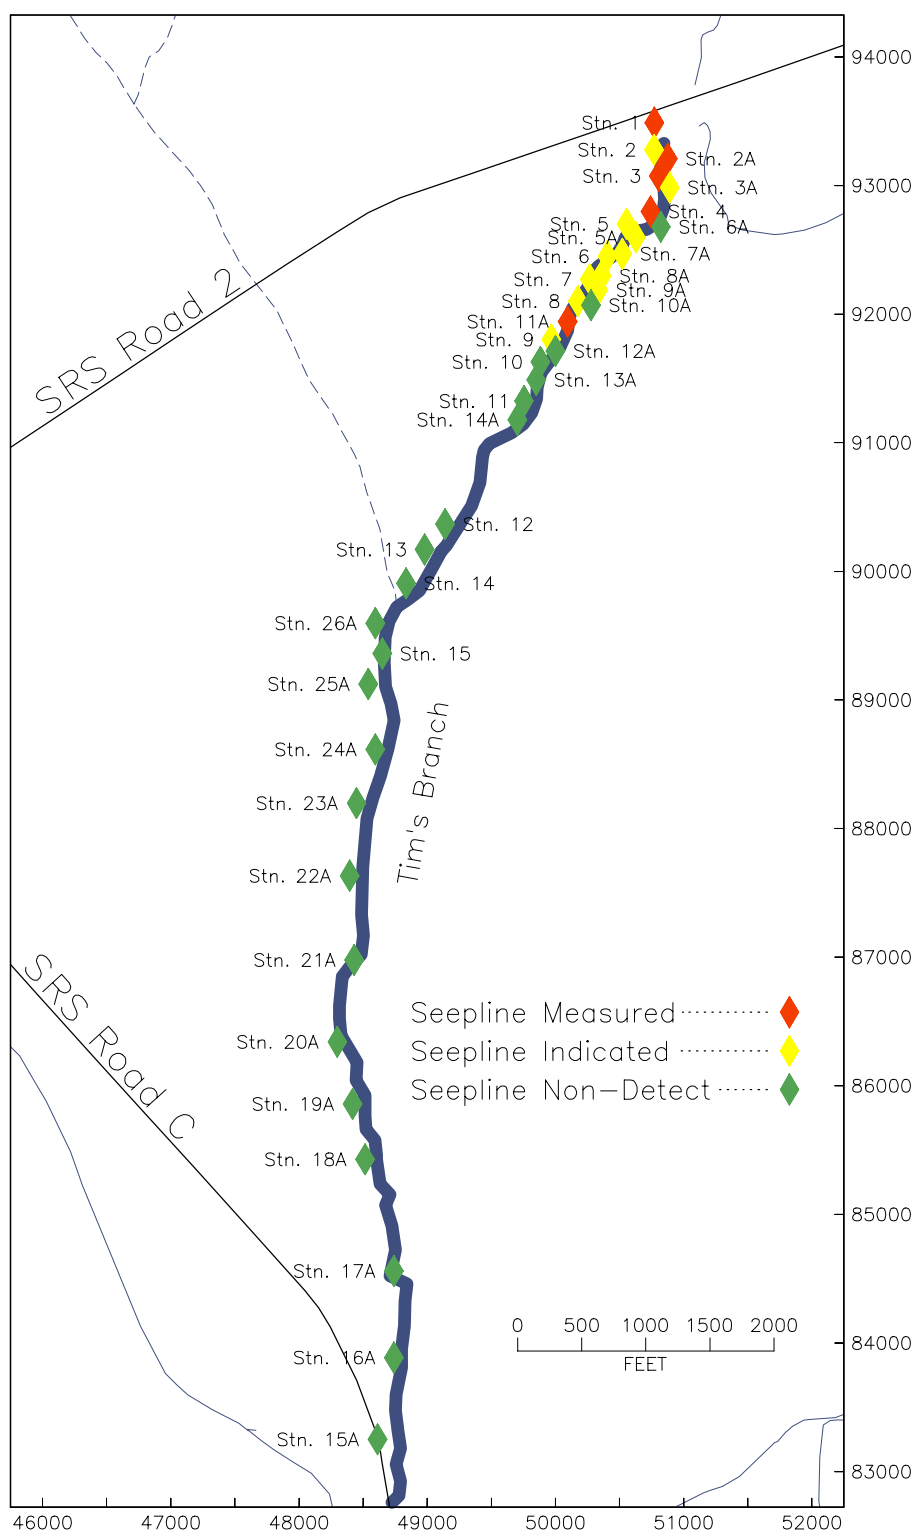 94000
Stn. 1
Stn. 2
Stn. 2A
Stn. 3
93000
Stn. 3A
Stn. 4
Stn. 5
Stn. 6A
Stn. 5A
Stn. 7A
Stn. 6
Stn. 7
Stn. 8A
Stn. 9A
Stn. 8
Stn. 10A
92000
Stn. 11A
Stn. 9
Stn. 12A
Stn. 10
Stn. 13A
Stn. 11
Stn. 14A
SRS Road 2
91000
Stn. 12
Stn. 13
90000
Stn. 14
Stn. 26A
Stn. 15
Stn. 25A
89000
Stn. 24A
Tim's Branch
Stn. 23A
88000
Stn. 22A
87000
Stn. 21A
SRS Road C
Seepline Measured
Stn. 20A
Seepline Indicated
86000
Seepline Non-Detect
Stn. 19A
Stn. 18A
85000
Stn. 17A
0 500 1000 1500 2000
FEET
84000
Stn. 16A
Stn. 15A
83000
46000 47000 48000 49000 50000 51000 52000